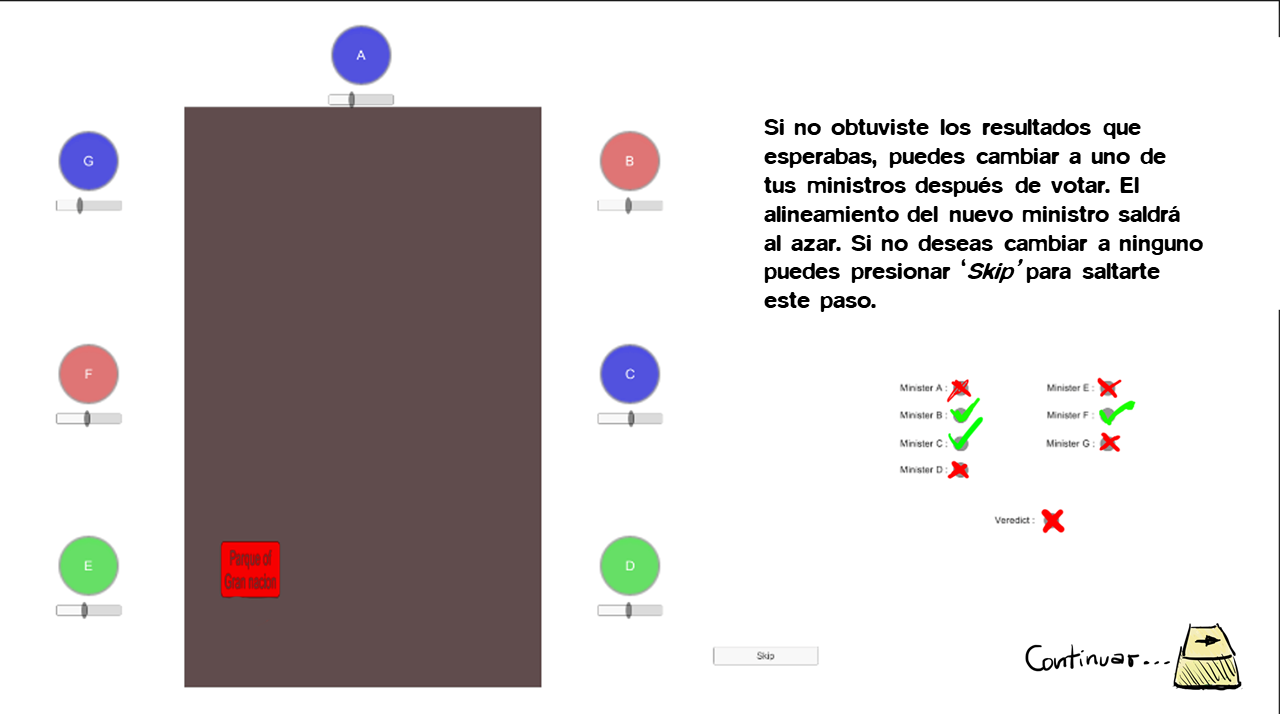 A
G
B
Si no obtuviste los resultados que
esperabas, puedes cambiar a uno de
tus ministros después de votar. El
alineamiento del nuevo ministro saldrá
al azar. Si no deseas cambiar a ninguno
puedes presionar ‘Skip’ para saltarte
este paso.
F
C
Minister A :
Minister E :
Minister B :
Minister F :
Minister C :
Minister G :
Minister D :
Veredict :
E
Parque of
Gran nacion
D
Skip
Continuar...